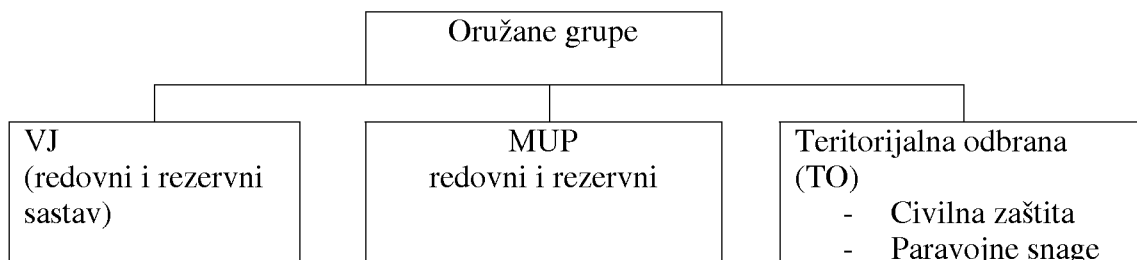 Oružane grupe
VJ
(redovni i rezervni
sastav)
MUP
redovni i rezervni
Teritorijalna odbrana
(TO)
- Civilna zaštita
- Paravojne snage